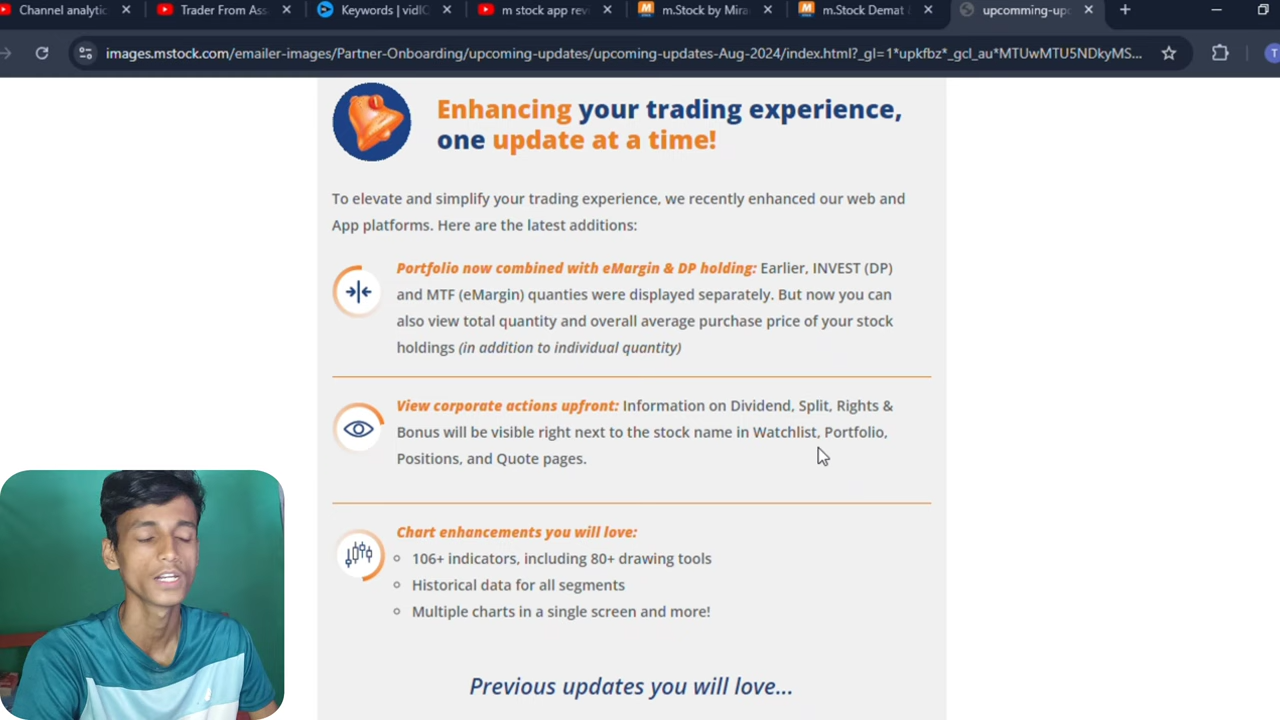 Channel analytic
Trader From Ass
Keywords | vidIQ
m stock app revi
m.Stock by Mira
m.Stock Demat &
upcomming-upc
images.mstock.com/emailer-images/Partner-Onboarding/upcoming-updates/upcoming-updates-Aug-2024/index.html?_gl=1*upkfbz*_gcl_au*MTUwMTU5NDkyMS...
Enhancing your trading experience,
one update at a time!
To elevate and simplify your trading experience, we recently enhanced our web and
App platforms. Here are the latest additions:
Portfolio now combined with eMargin & DP holding: Earlier, INVEST (DP)
and MTF (eMargin) quanties were displayed separately. But now you can
also view total quantity and overall average purchase price of your stock
holdings (in addition to individual quantity)
View corporate actions upfront: Information on Dividend, Split, Rights &
Bonus will be visible right next to the stock name in Watchlist, Portfolio,
Positions, and Quote pages.
Chart enhancements you will love:
106+ indicators, including 80+ drawing tools
Historical data for all segments
Multiple charts in a single screen and more!
Previous updates you will love...